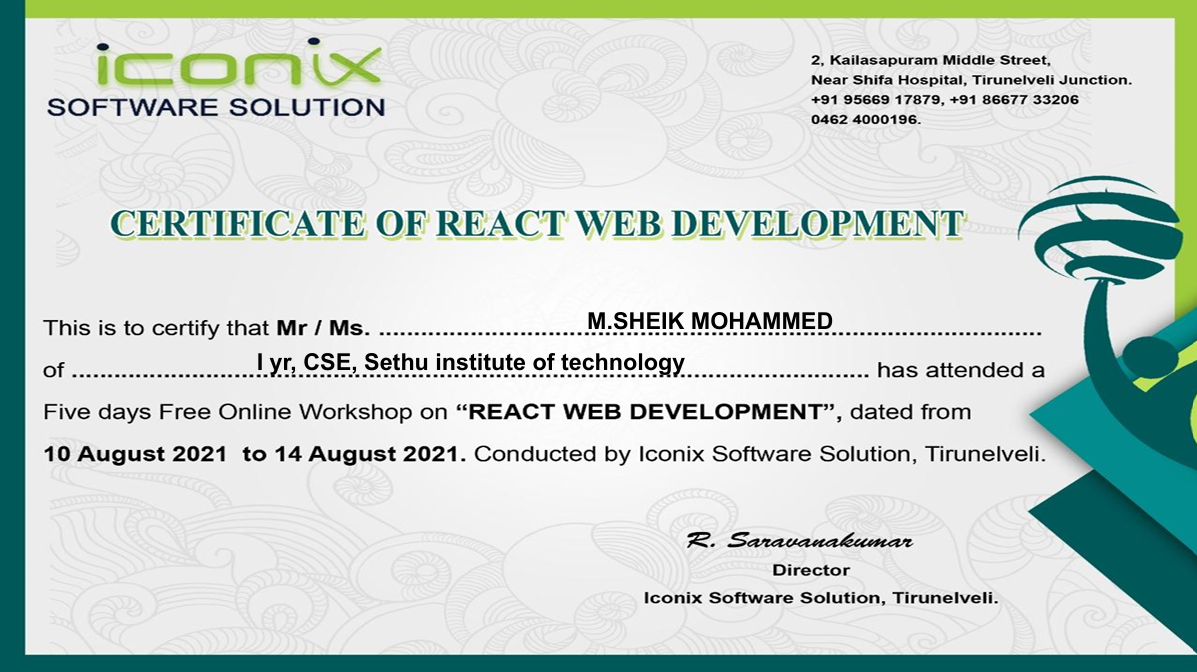 iconix
SOFTWARE SOLUTION
2, Kailasapuram Middle Street,
Near Shifa Hospital, Tirunelveli Junction.
+91 95669 17879, +91 86677 33206
0462 4000196.
CERTIFICATE OF REACT WEB DEVELOPMENT
This is to certify that Mr / Ms. M.SHEIK MOHAMMED
of I yr, CSE, Sethu institute of technology has attended a
Five days Free Online Workshop on “REACT WEB DEVELOPMENT”, dated from
10 August 2021 to 14 August 2021. Conducted by Iconix Software Solution, Tirunelveli.
R. Saravanakumar
Director
Iconix Software Solution, Tirunelveli.